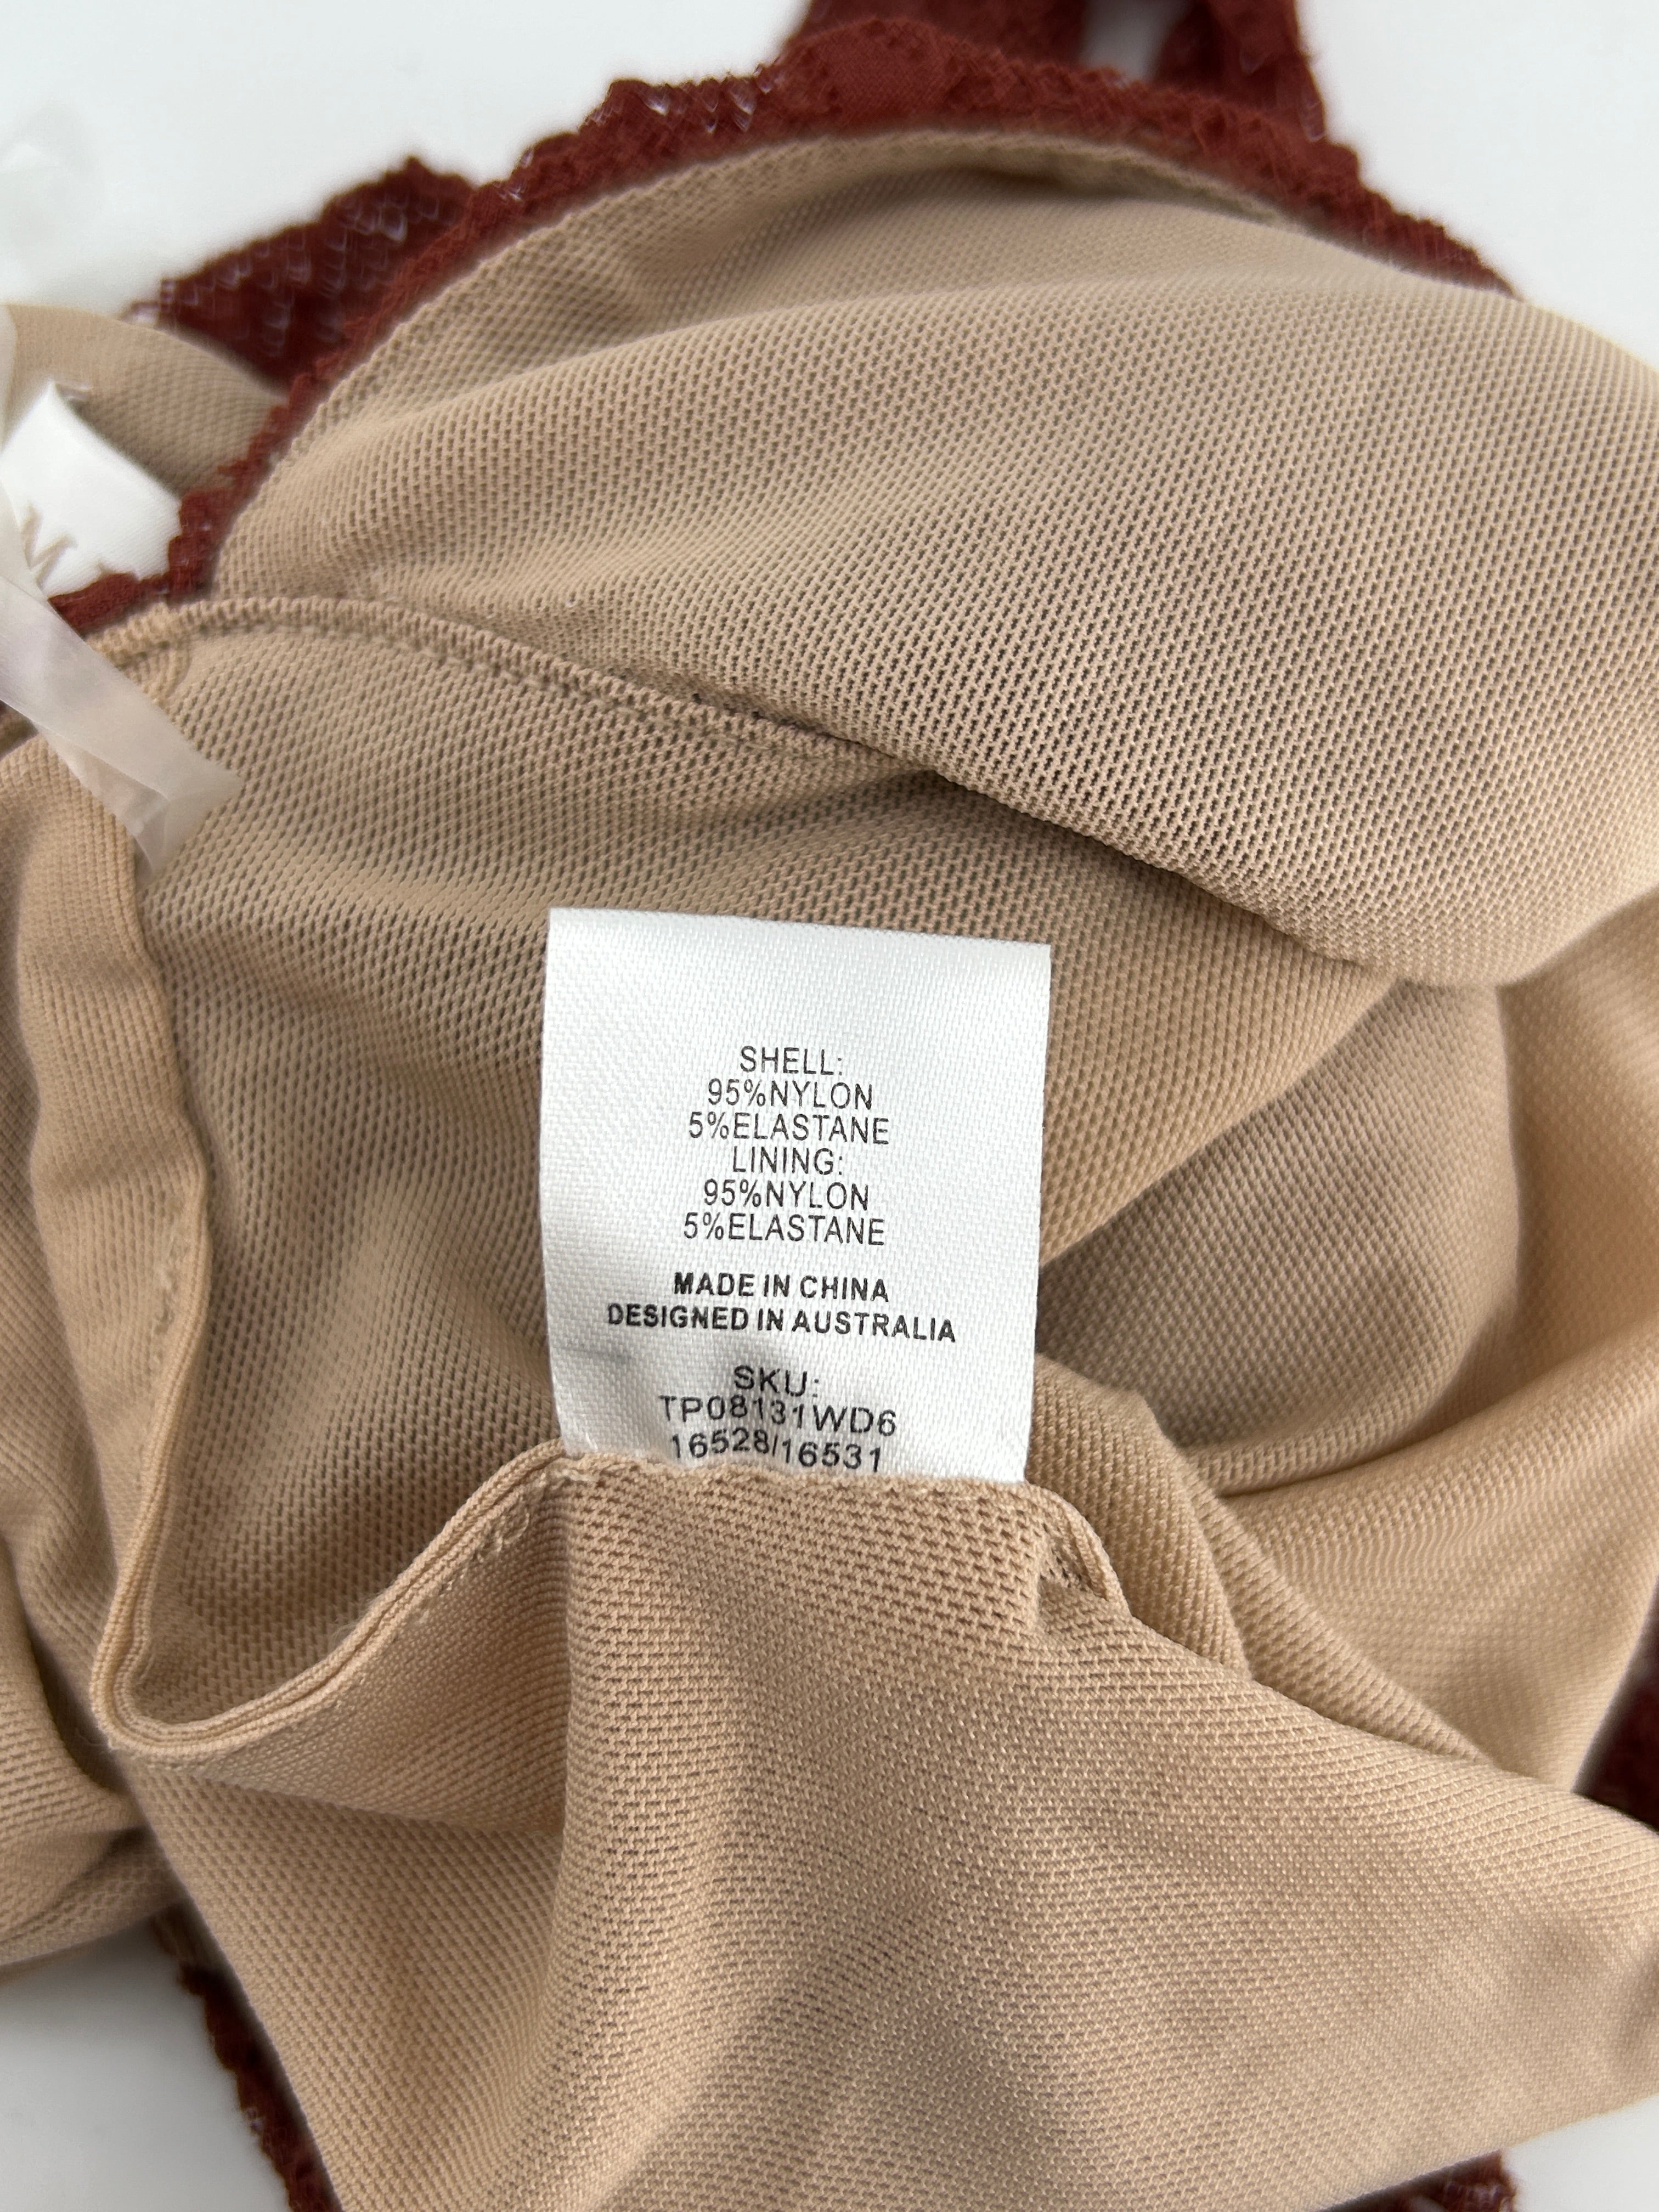 M
SHELL:
95%NYLON
5%ELASTANE
LINING:
95%NYLON
5%ELASTANE
MADE IN CHINA
DESIGNED IN AUSTRALIA
SKU:
TP08131WD6
16528/16531